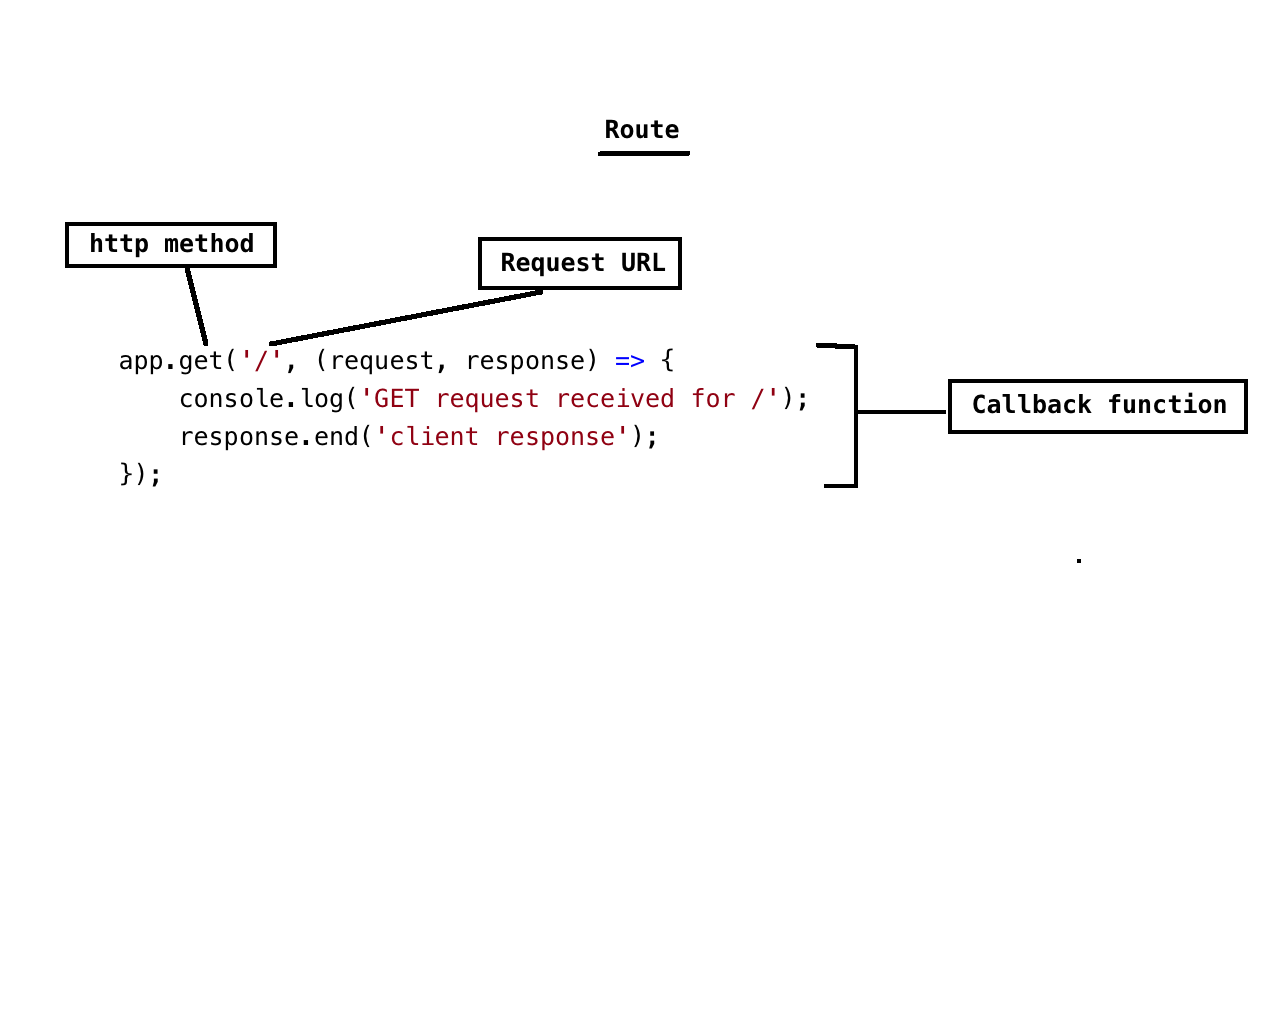 Route
http method
Request URL
app.get('/', (request, response) => {
    console.log('GET request received for /');
    response.end('client response');
});
Callback function